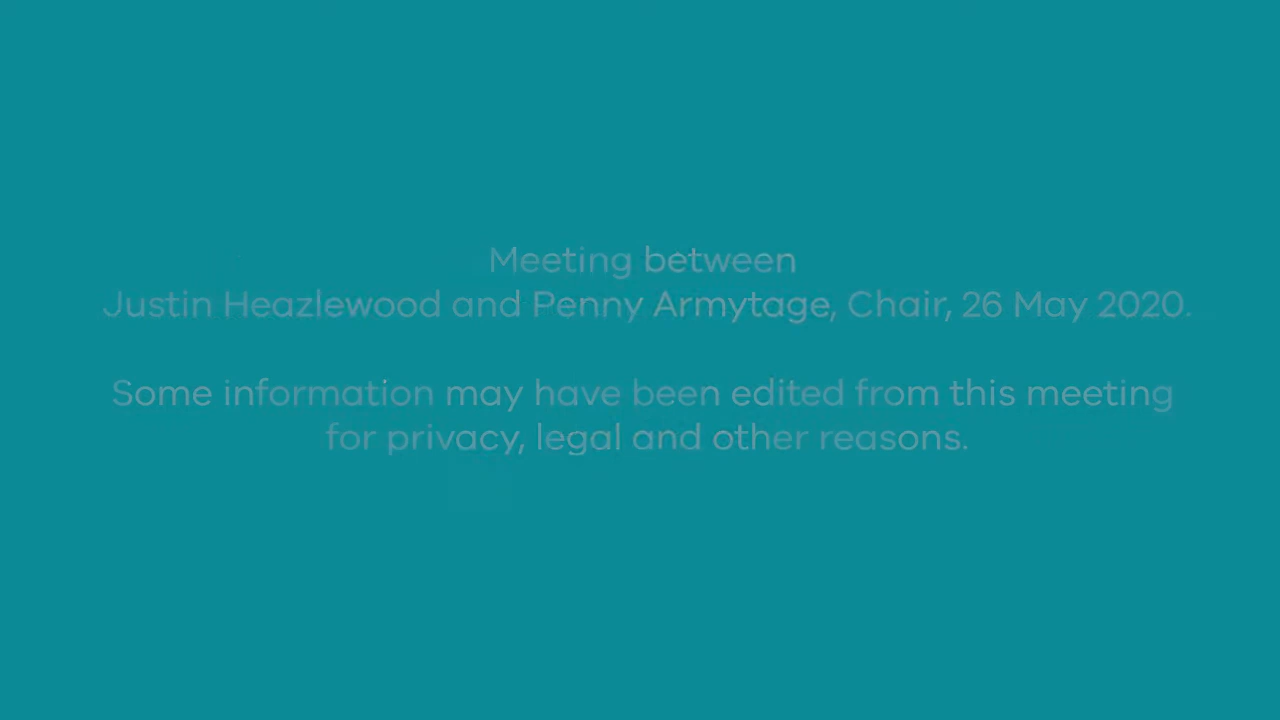 Meeting between
Justin Heazlewood and Penny Armytage, Chair, 26 May 2020.
Some information may have been edited from this meeting
for privacy, legal and other reasons.